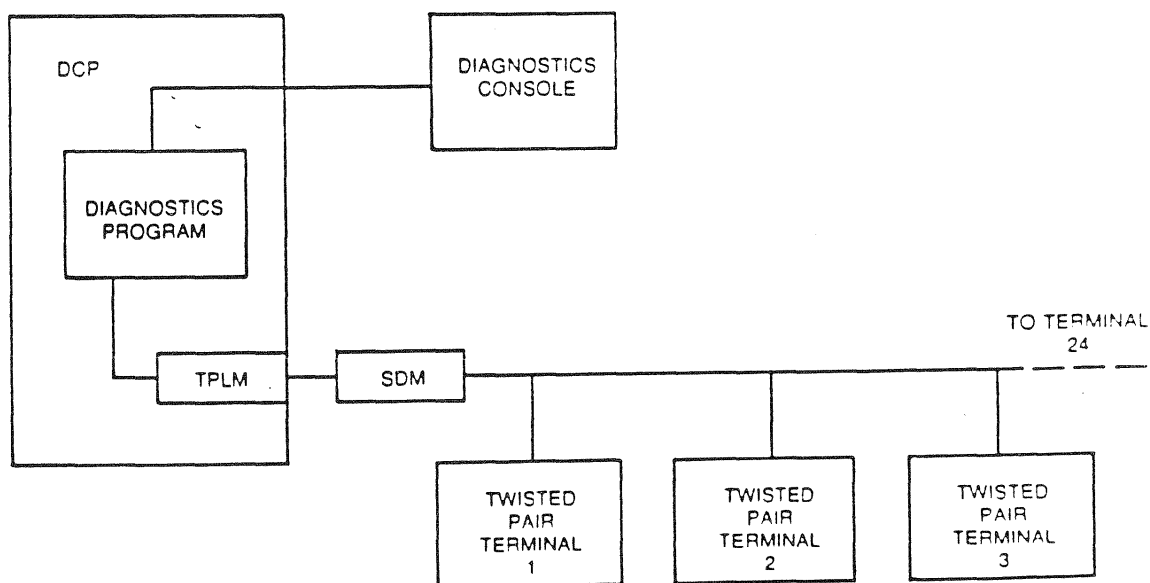 DCP
DIAGNOSTICS
CONSOLE
DIAGNOSTICS
PROGRAM
TO TERMINAL
24
TPLM
SDM
TWISTED
PAIR
TERMINAL
1
TWISTED
PAIR
TERMINAL
2
TWISTED
PAIR
TERMINAL
3